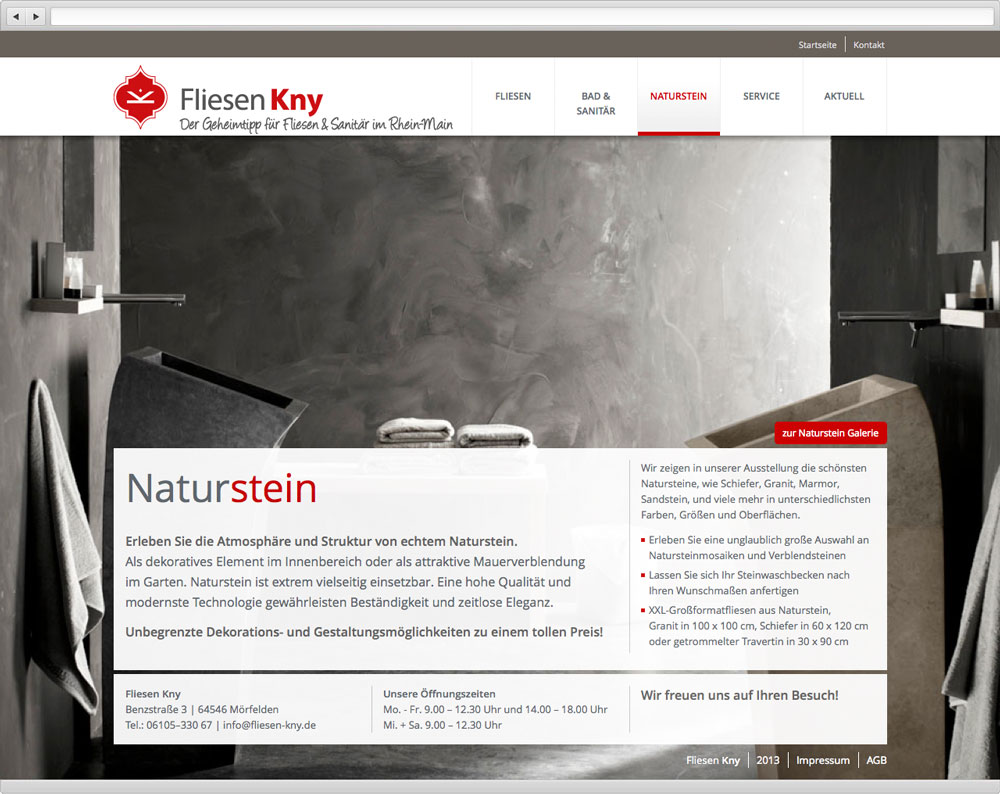 Startseite
Kontakt
Fliesen Kny
Der Geheimtipp für Fliesen & Sanitär im Rhein-Main
FLIESEN
BAD &
SANITÄR
NATURSTEIN
SERVICE
AKTUELL
zur Naturstein Galerie
Naturstein
Erleben Sie die Atmosphäre und Struktur von echtem Naturstein.
Als dekoratives Element im Innenbereich oder als attraktive Mauerverblendung
im Garten. Naturstein ist extrem vielseitig einsetzbar. Eine hohe Qualität und
modernste Technologie gewährleisten Beständigkeit und zeitlose Eleganz.
Unbegrenzte Dekorations- und Gestaltungsmöglichkeiten zu einem tollen Preis!
Wir zeigen in unserer Ausstellung die schönsten
Natursteine, wie Schiefer, Granit, Marmor,
Sandstein, und viele mehr in unterschiedlichsten
Farben, Größen und Oberflächen.
Erleben Sie eine unglaublich große Auswahl an
Natursteinmosaiken und Verblendsteinen
Lassen Sie sich Ihr Steinwaschbecken nach
Ihren Wunschmaßen anfertigen
XXL-Großformatfliesen aus Naturstein,
Granit in 100 x 100 cm, Schiefer in 60 x 120 cm
oder getrommelter Travertin in 30 x 90 cm
Fliesen Kny
Benzstraße 3 | 64546 Mörfelden
Tel.: 06105–330 67 | info@fliesen-kny.de
Unsere Öffnungszeiten
Mo. - Fr. 9.00 – 12.30 Uhr und 14.00 – 18.00 Uhr
Mi. + Sa. 9.00 – 12.30 Uhr
Wir freuen uns auf Ihren Besuch!
Fliesen Kny
2013
Impressum
AGB